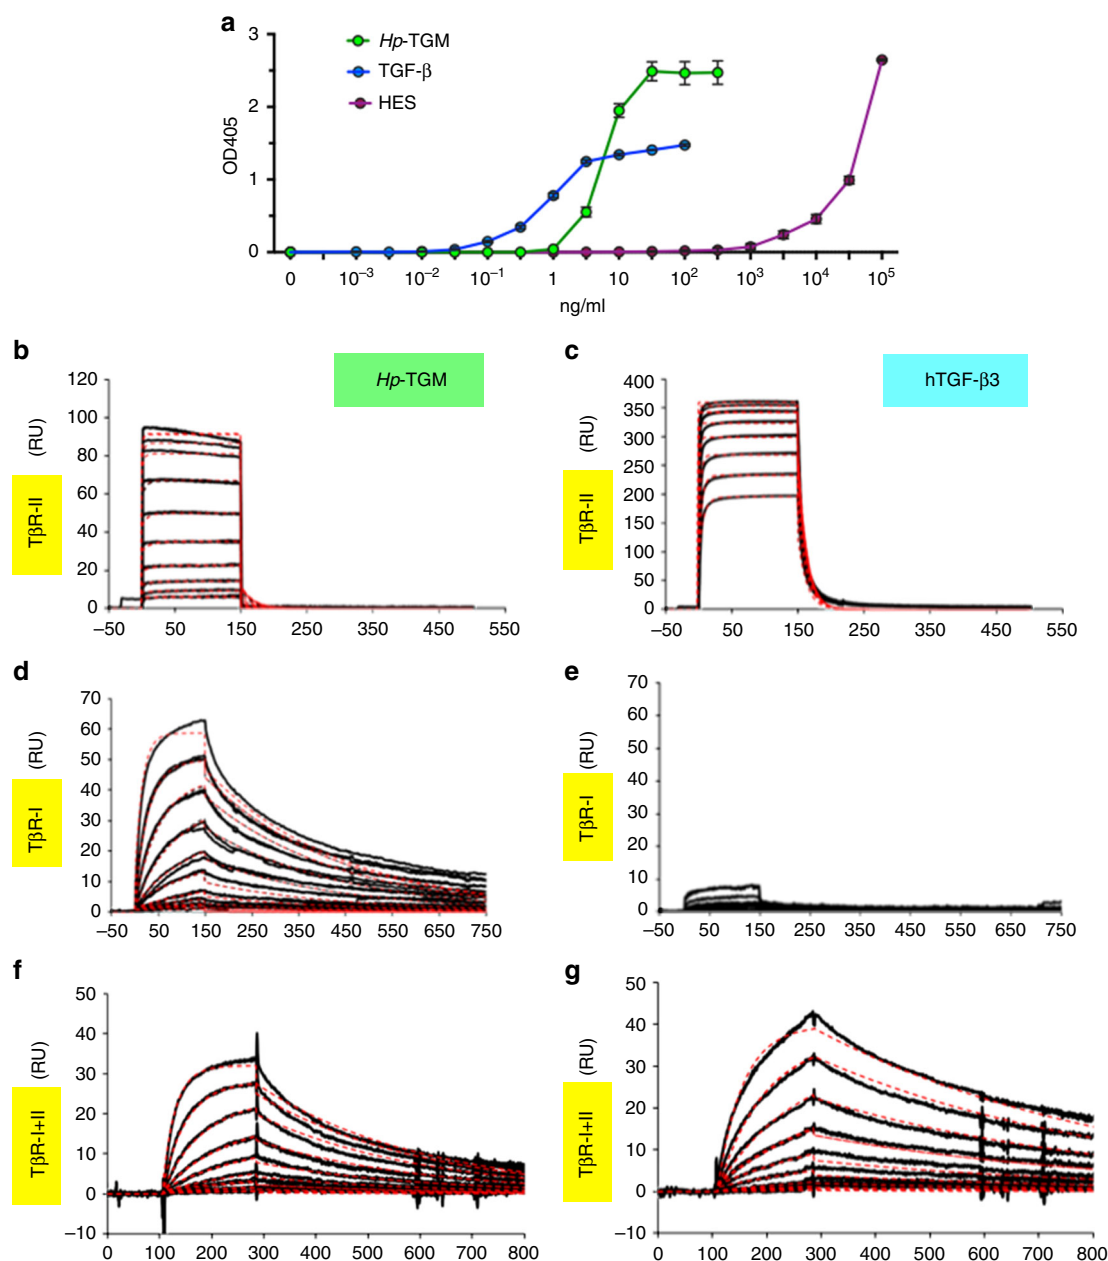 a
Hp-TGM
TGF-β
HES
3
2
1
0
OD405
0 10⁻³ 10⁻² 10⁻¹ 1 10 10² 10³ 10⁴ 10⁵
ng/ml
b
Hp-TGM
(RU)
TβR-II
120
100
80
60
40
20
0
–50 50 150 250 350 450 550
c
hTGF-β3
(RU)
TβR-II
400
350
300
250
200
150
100
50
0
–50 50 150 250 350 450 550
d
(RU)
TβR-I
70
60
50
40
30
20
10
0
–50 50 150 250 350 450 550 650 750
e
(RU)
TβR-I
70
60
50
40
30
20
10
0
–50 50 150 250 350 450 550 650 750
f
(RU)
TβR-I+II
50
40
30
20
10
0
–10
0 100 200 300 400 500 600 700 800
g
(RU)
TβR-I+II
50
40
30
20
10
0
–10
0 100 200 300 400 500 600 700 800